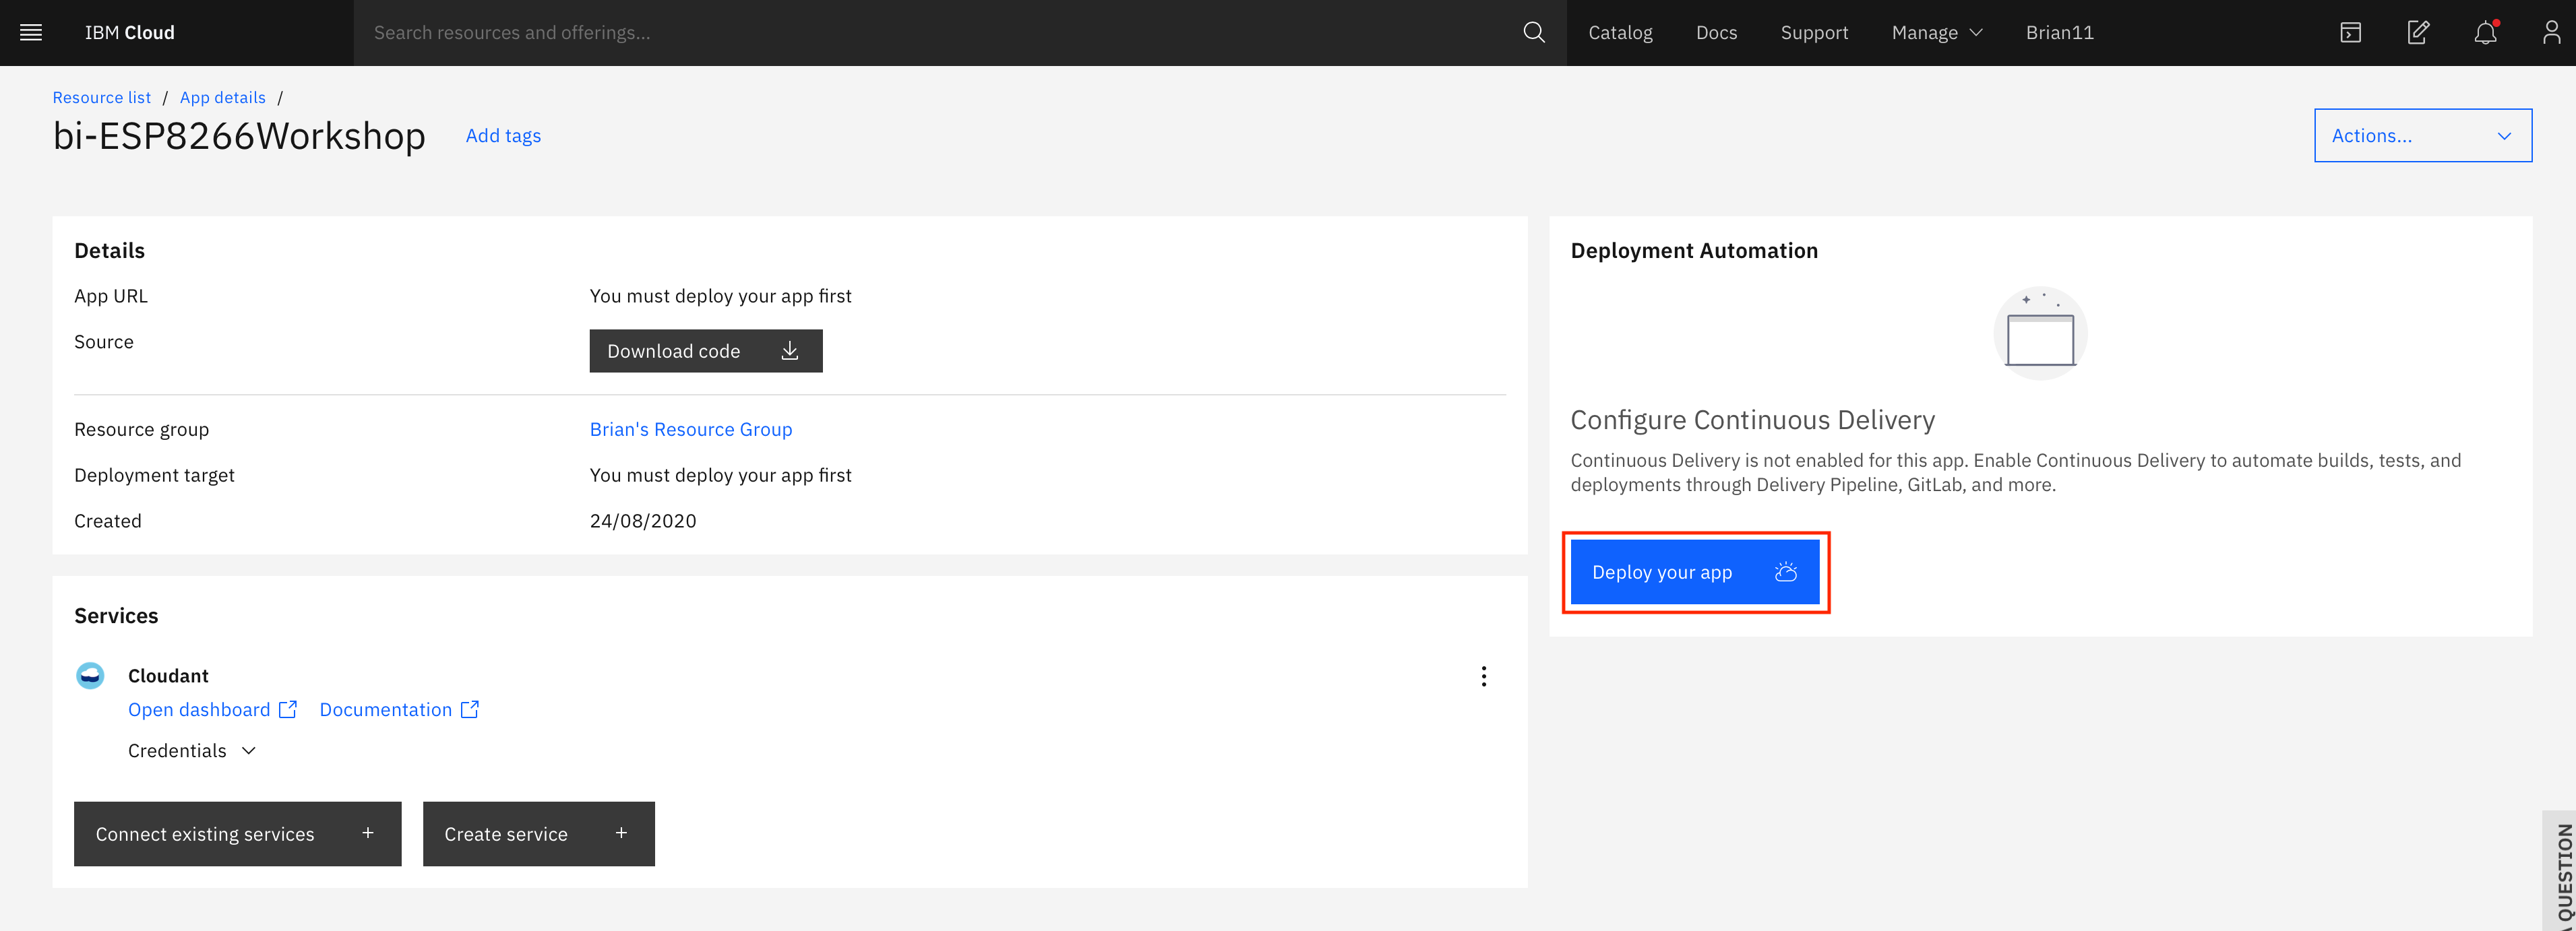 IBM Cloud
Search resources and offerings...
Catalog
Docs
Support
Manage
Brian11
Resource list / App details /
bi-ESP8266Workshop
Add tags
Actions...
Details
App URL
You must deploy your app first
Source
Download code
Resource group
Brian's Resource Group
Deployment target
You must deploy your app first
Created
24/08/2020
Services
Cloudant
Open dashboard
Documentation
Credentials
Connect existing services +
Create service +
Deployment Automation
Configure Continuous Delivery
Continuous Delivery is not enabled for this app. Enable Continuous Delivery to automate builds, tests, and
deployments through Delivery Pipeline, GitLab, and more.
Deploy your app
QUESTION